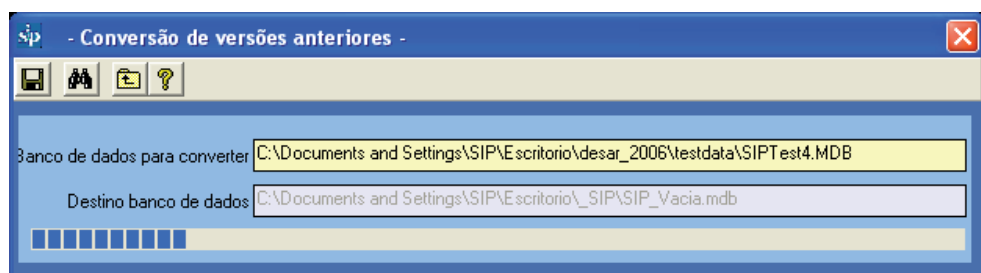 sip - Conversão de versões anteriores -
Banco de dados para converter C:\Documents and Settings\SIP\Escritorio\desar_2006\testdata\SIPTest4.MDB
Destino banco de dados C:\Documents and Settings\SIP\Escritorio\_SIP\SIP_Vacia.mdb